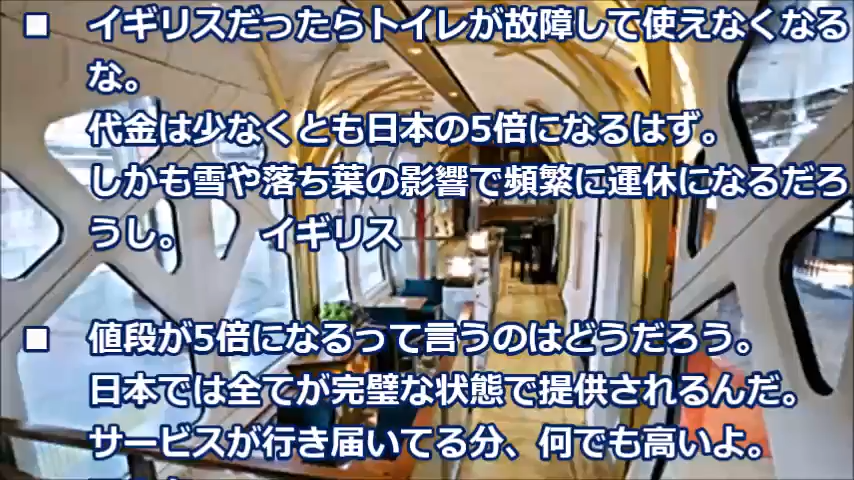 ■ イギリスだったらトイレが故障して使えなくなる
な。
代金は少なくとも日本の5倍になるはず。
しかも雪や落ち葉の影響で頻繁に運休になるだろ
うし。 イギリス
■ 値段が5倍になるって言うのはどうだろう。
日本では全てが完璧な状態で提供されるんだ。
サービスが行き届いてる分、何でも高いよ。